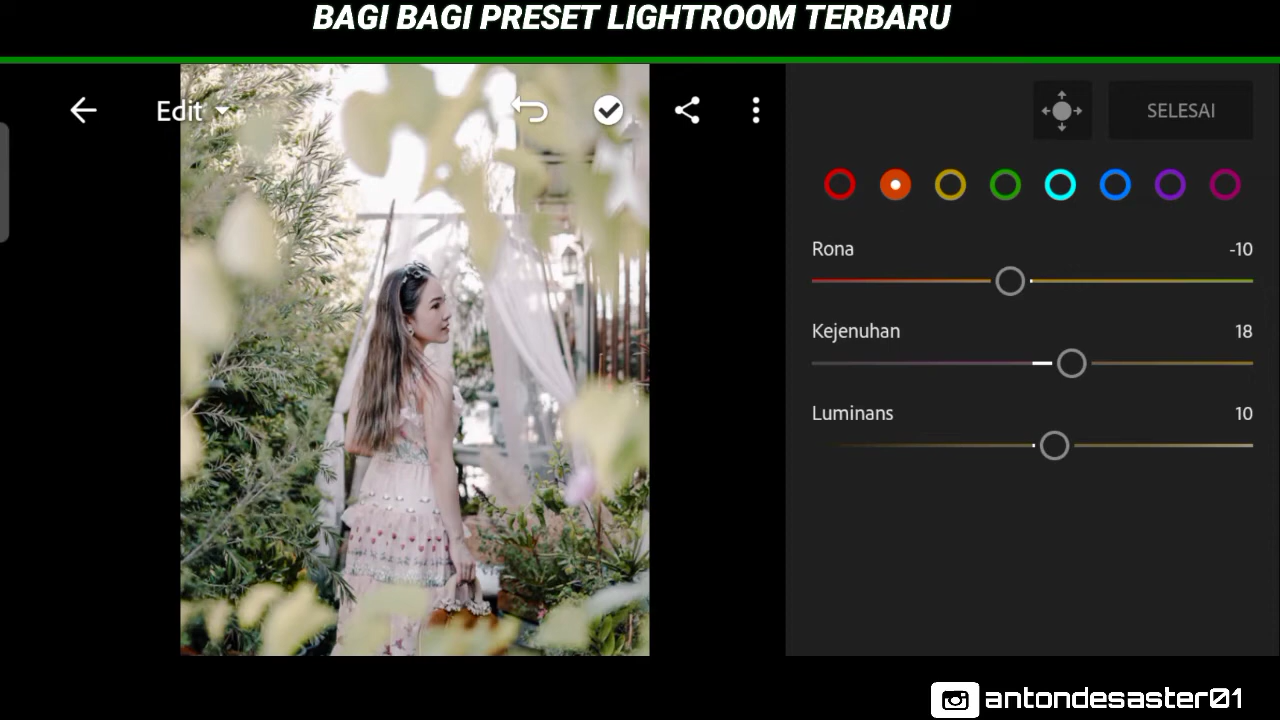 BAGI BAGI PRESET LIGHTROOM TERBARU
Edit
SELESAI
Rona -10
Kejenuhan 18
Luminans 10
antondesaster01